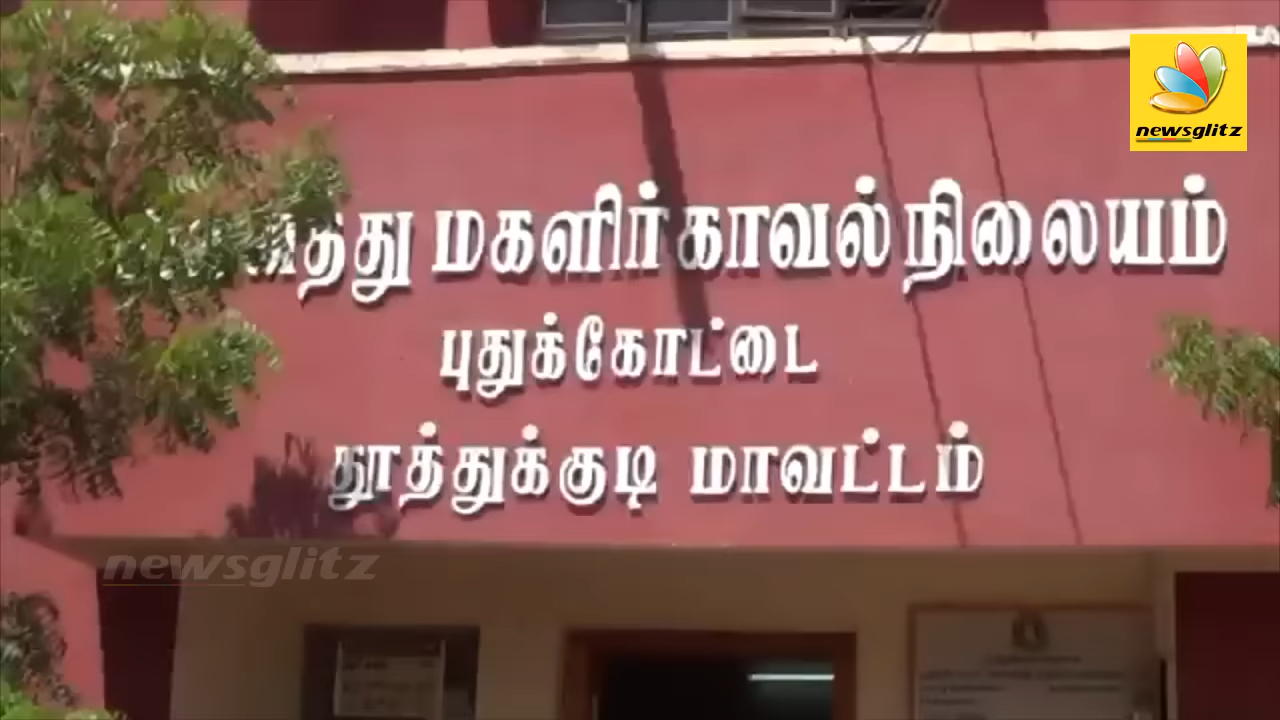 newsglitz
மகளிர் காவல் நிலையம்
புதுக்கோட்டை
தூத்துக்குடி மாவட்டம்
newsglitz